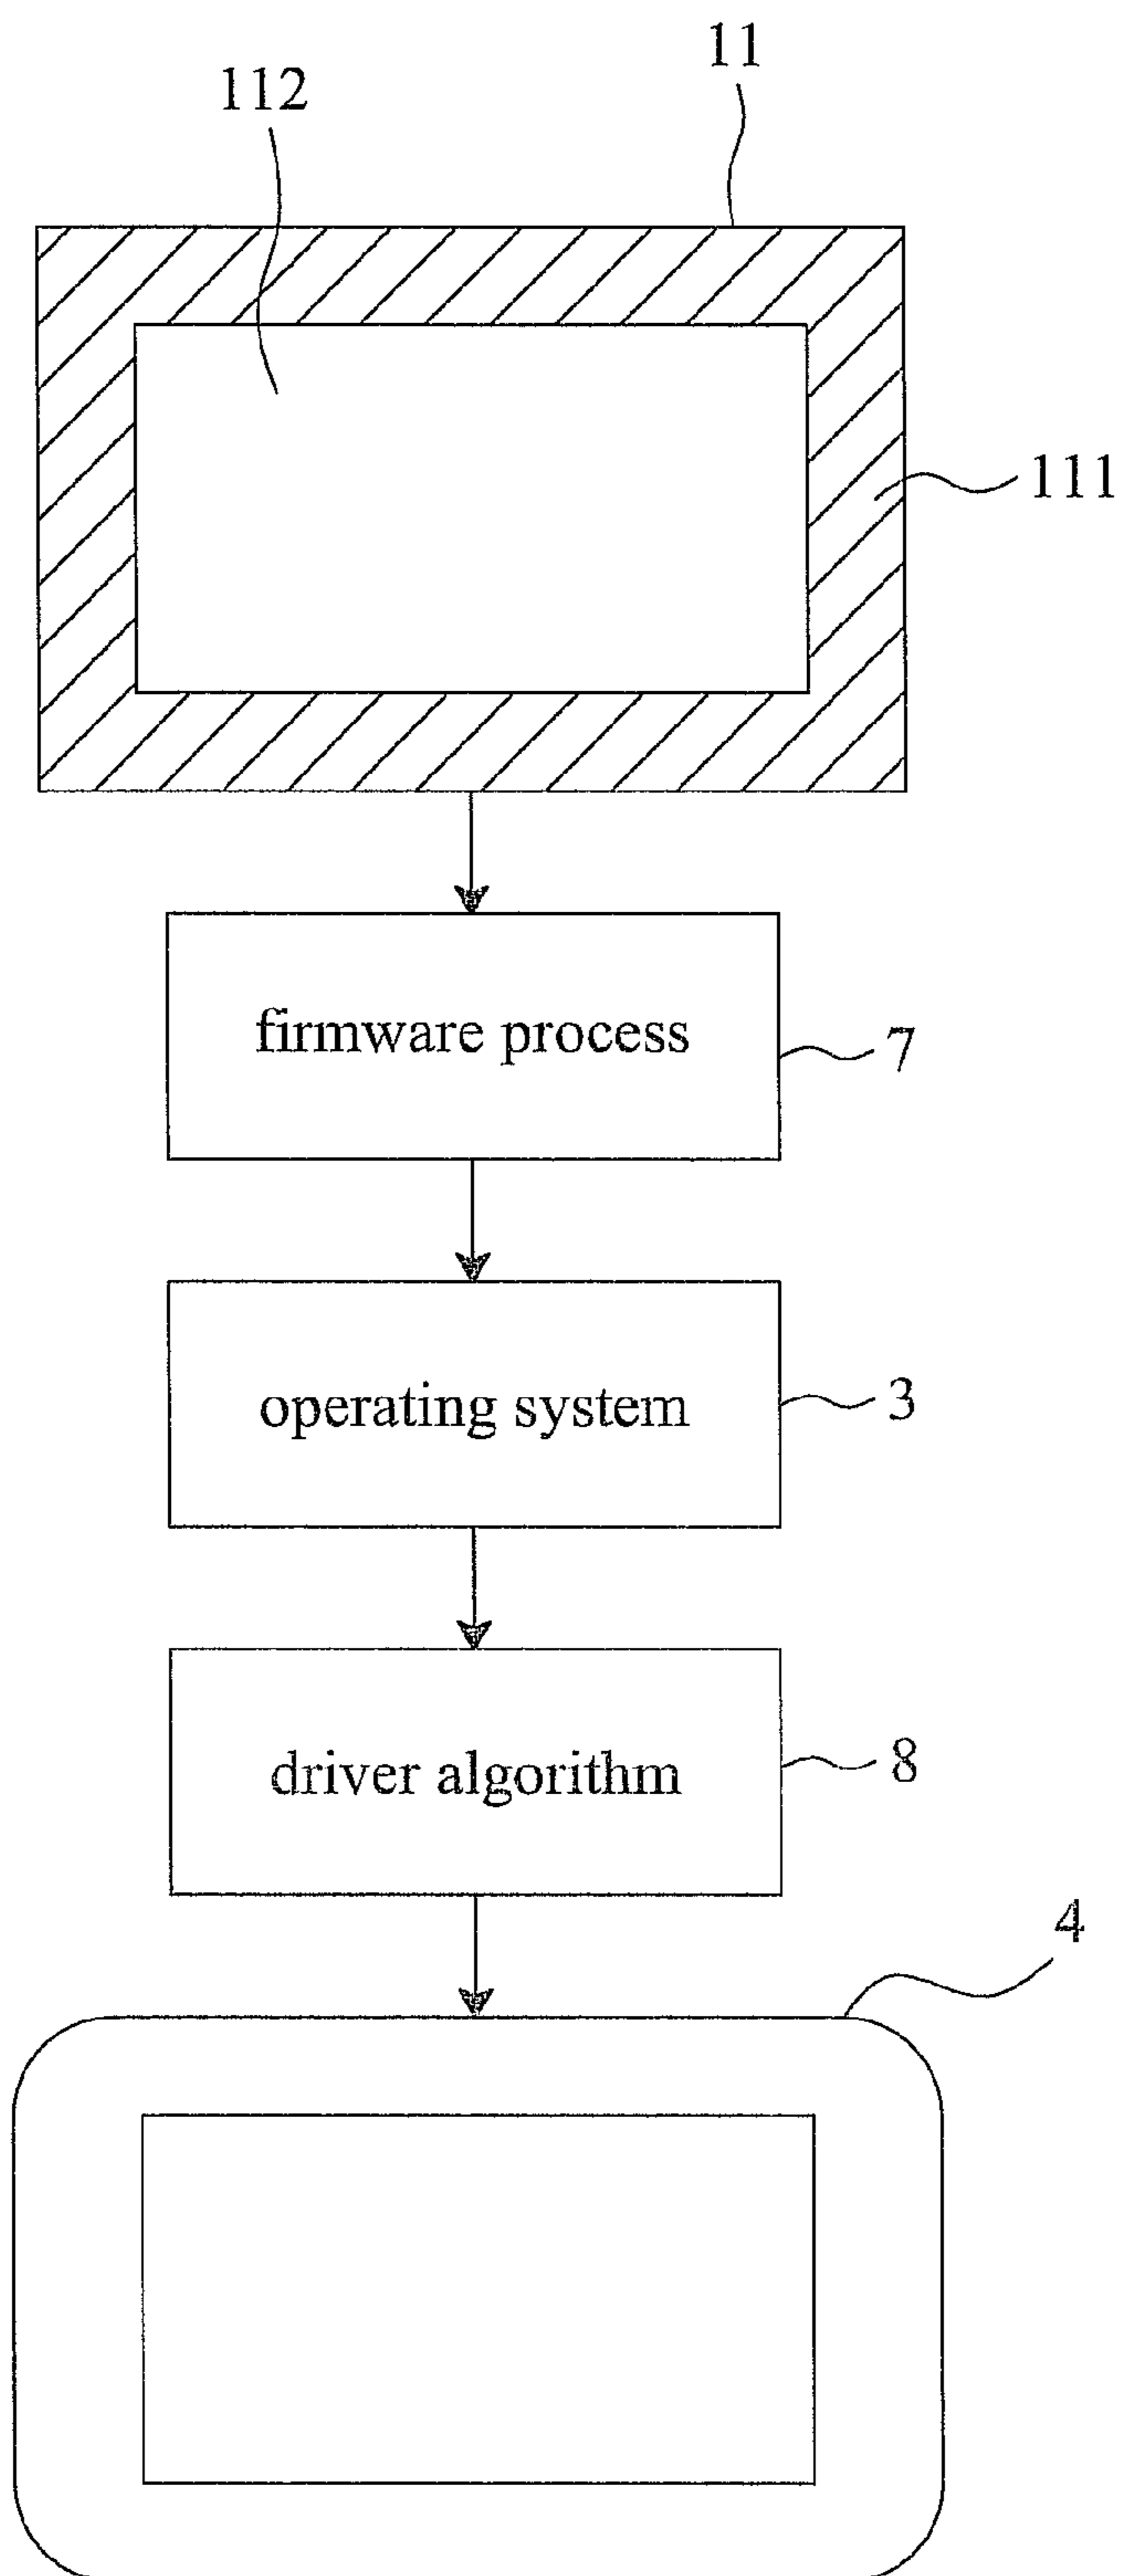 11
112
111
firmware process
7
operating system
3
driver algorithm
8
4